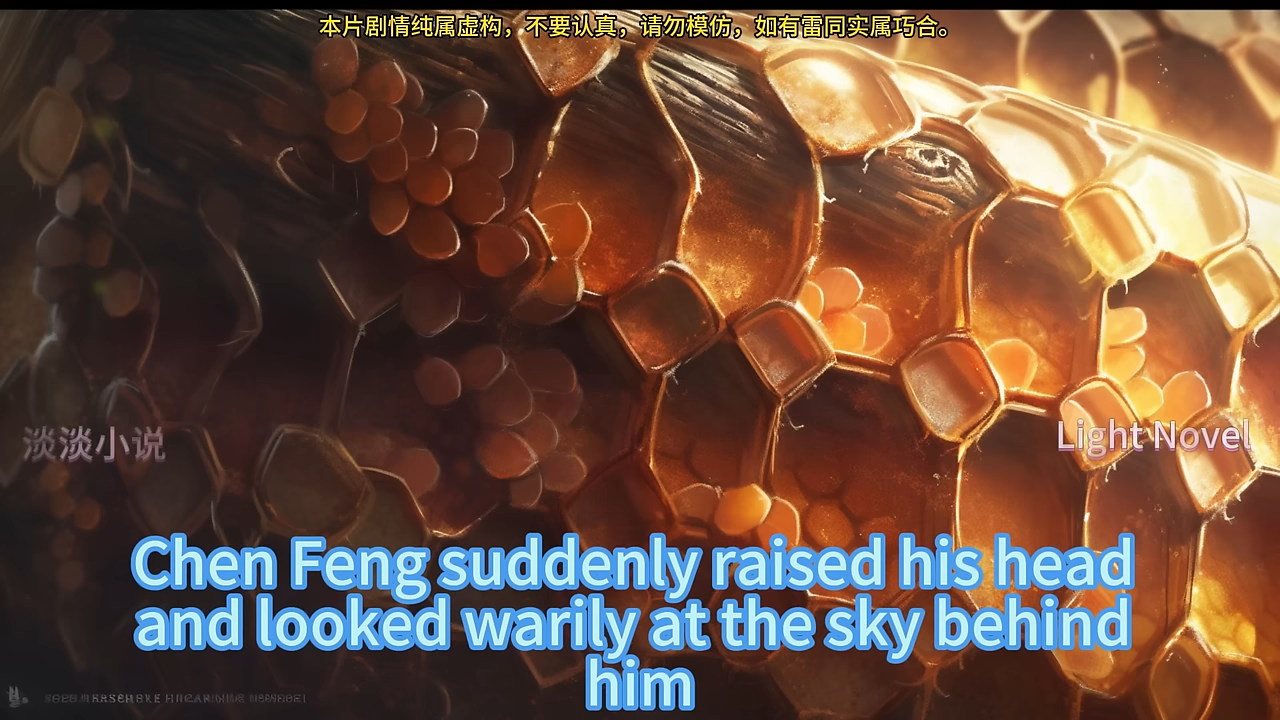 本片剧情纯属虚构，不要认真，请勿模仿，如有雷同实属巧合。
淡淡小说
Light Novel
Chen Feng suddenly raised his head
and looked warily at the sky behind
him